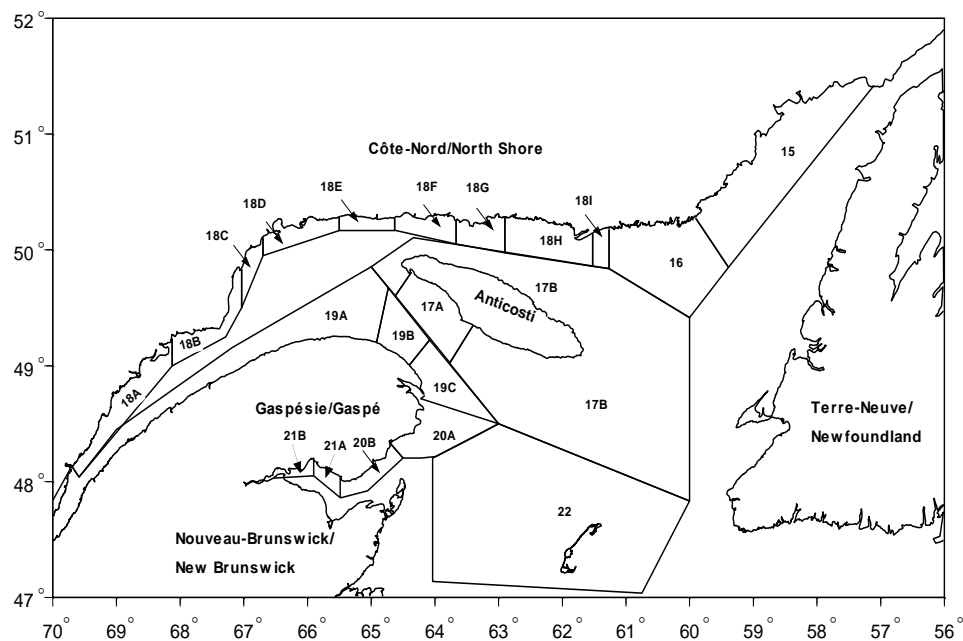 52°
51°
50°
49°
48°
47°
Côte-Nord/North Shore
15
18E
18F
18G
18I
18D
18C
18H
16
17B
17A
Anticosti
19A
19B
18B
19C
18A
17B
Gaspésie/Gaspé
Terre-Neuve/
Newfoundland
20A
21B
21A
20B
22
Nouveau-Brunswick/
New Brunswick
70°
69°
68°
67°
66°
65°
64°
63°
62°
61°
60°
59°
58°
57°
56°